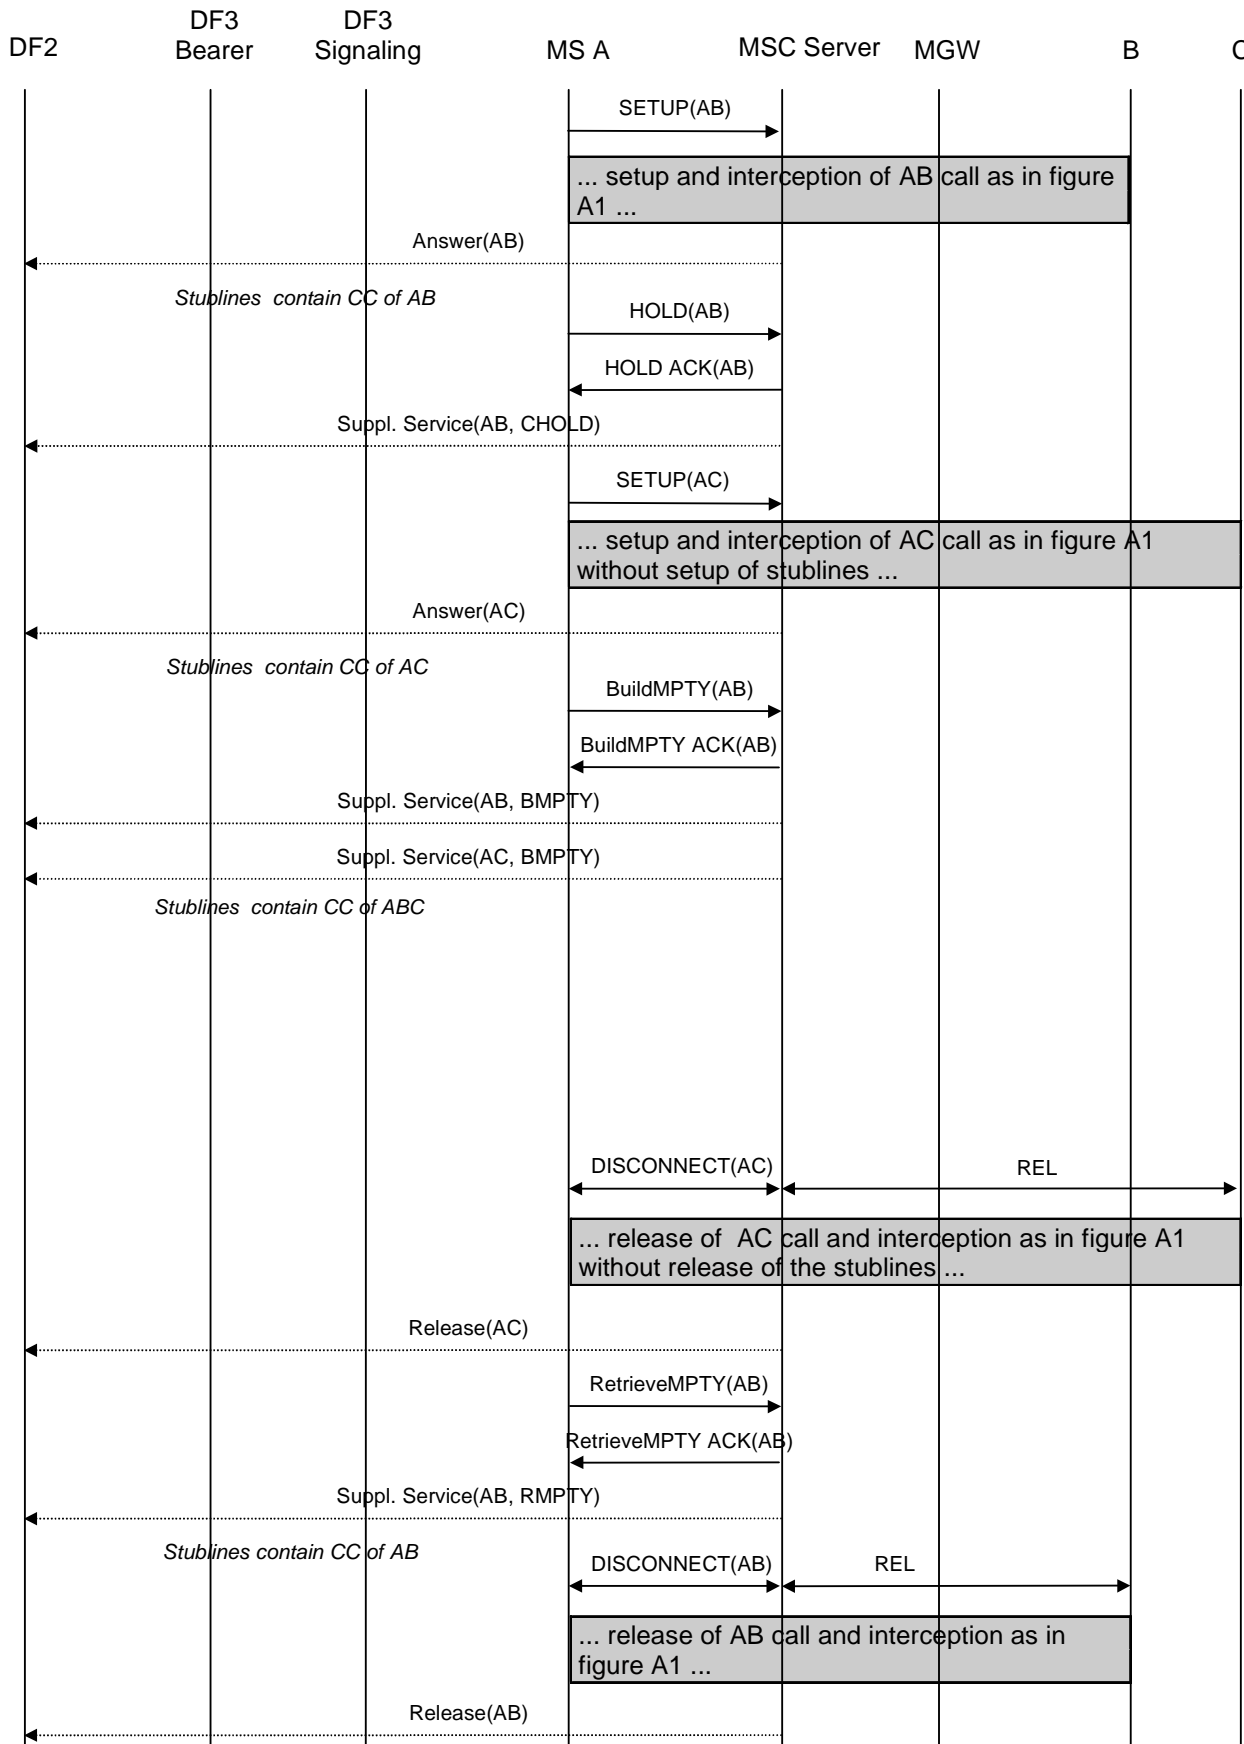 DF2
DF3
Bearer
DF3
Signaling
MS A
MSC Server
MGW
B
C
SETUP(AB)
... setup and interception of AB call as in figure
A1 ...
Answer(AB)
Stublines contain CC of AB
HOLD(AB)
HOLD ACK(AB)
Suppl. Service(AB, CHOLD)
SETUP(AC)
... setup and interception of AC call as in figure A1
without setup of stublines ...
Answer(AC)
Stublines contain CC of AC
BuildMPTY(AB)
BuildMPTY ACK(AB)
Suppl. Service(AB, BMPTY)
Suppl. Service(AC, BMPTY)
Stublines contain CC of ABC
DISCONNECT(AC)
REL
... release of AC call and interception as in figure A1
without release of the stublines ...
Release(AC)
RetrieveMPTY(AB)
RetrieveMPTY ACK(AB)
Suppl. Service(AB, RMPTY)
Stublines contain CC of AB
DISCONNECT(AB)
REL
... release of AB call and interception as in
figure A1 ...
Release(AB)